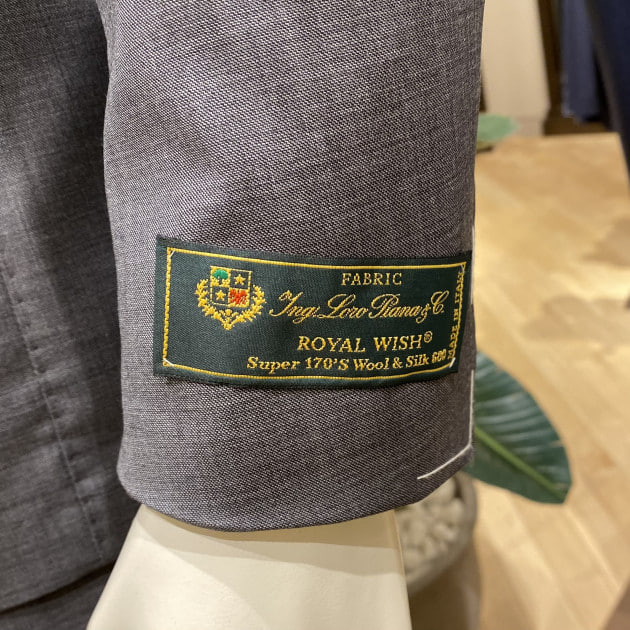 FABRIC
Ing. Loro Piana & C.
ROYAL WISH®
Super 170'S Wool & Silk 600
MADE IN ITALY